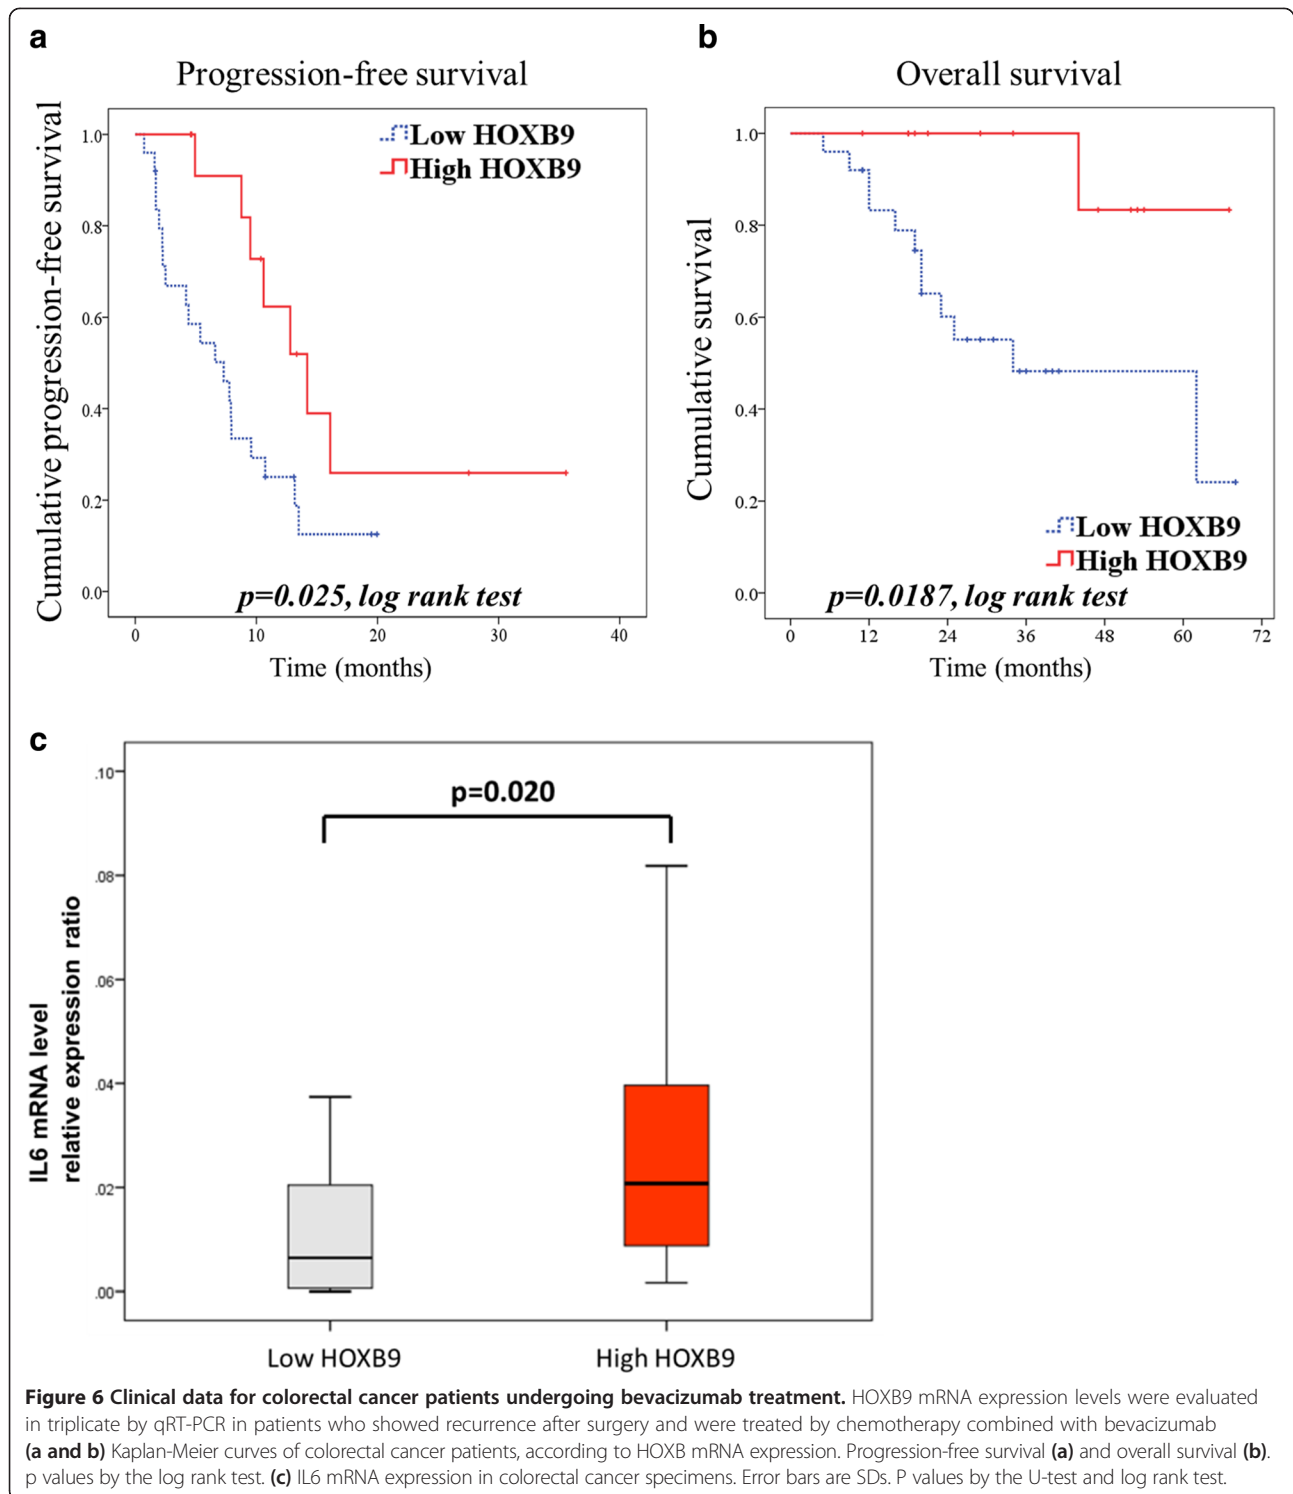 a
Progression-free survival
Cumulative progression-free survival
1.0
0.8
0.6
0.4
0.2
0.0
Low HOXB9
High HOXB9
p=0.025, log rank test
0 10 20 30 40
Time (months)
b
Overall survival
Cumulative survival
1.0
0.8
0.6
0.4
0.2
0.0
Low HOXB9
High HOXB9
p=0.0187, log rank test
0 12 24 36 48 60 72
Time (months)
c
IL6 mRNA level
relative expression ratio
.10
.08
.06
.04
.02
.00
p=0.020
Low HOXB9 High HOXB9
Figure 6 Clinical data for colorectal cancer patients undergoing bevacizumab treatment. HOXB9 mRNA expression levels were evaluated
in triplicate by qRT-PCR in patients who showed recurrence after surgery and were treated by chemotherapy combined with bevacizumab
(a and b) Kaplan-Meier curves of colorectal cancer patients, according to HOXB mRNA expression. Progression-free survival (a) and overall survival (b).
p values by the log rank test. (c) IL6 mRNA expression in colorectal cancer specimens. Error bars are SDs. P values by the U-test and log rank test.